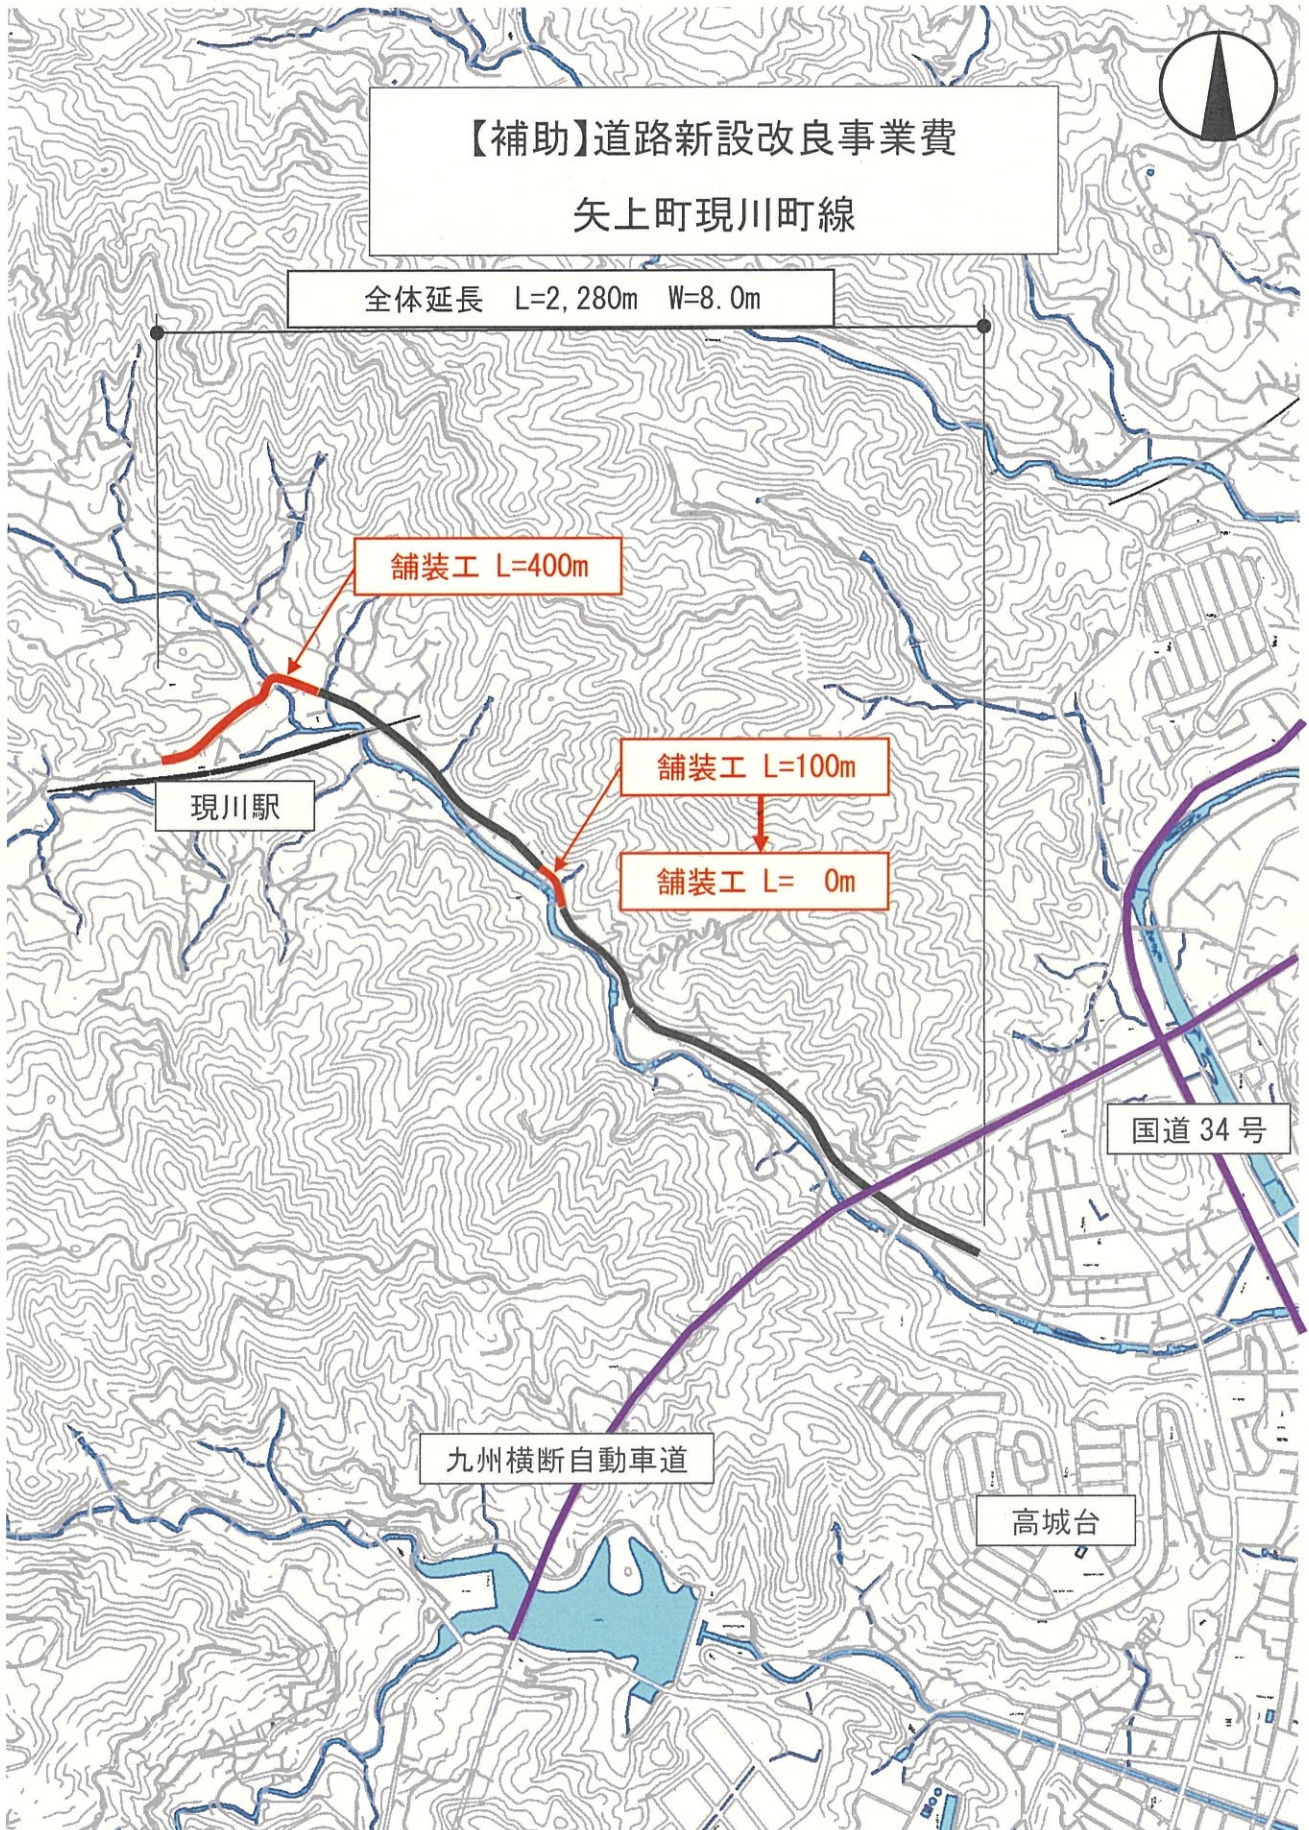 【補助】道路新設改良事業費
矢上町現川町線
全体延長 L=2,280m W=8.0m
舗装工 L=400m
舗装工 L=100m
現川駅
舗装工 L= 0m
国道34号
九州横断自動車道
高城台